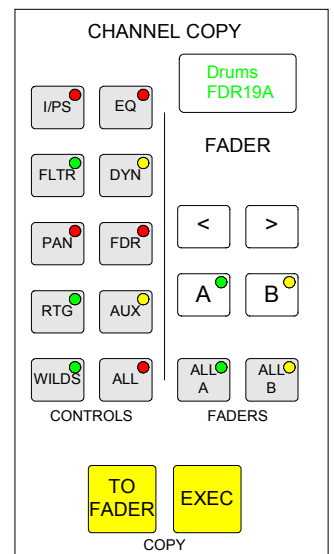 CHANNEL COPY
Drums
FDR19A
I/PS EQ
FADER
FLTR DYN
PAN FDR
< >
RTG AUX
A B
WILDS ALL
ALL
A
ALL
B
CONTROLS
FADERS
TO
FADER
EXEC
COPY